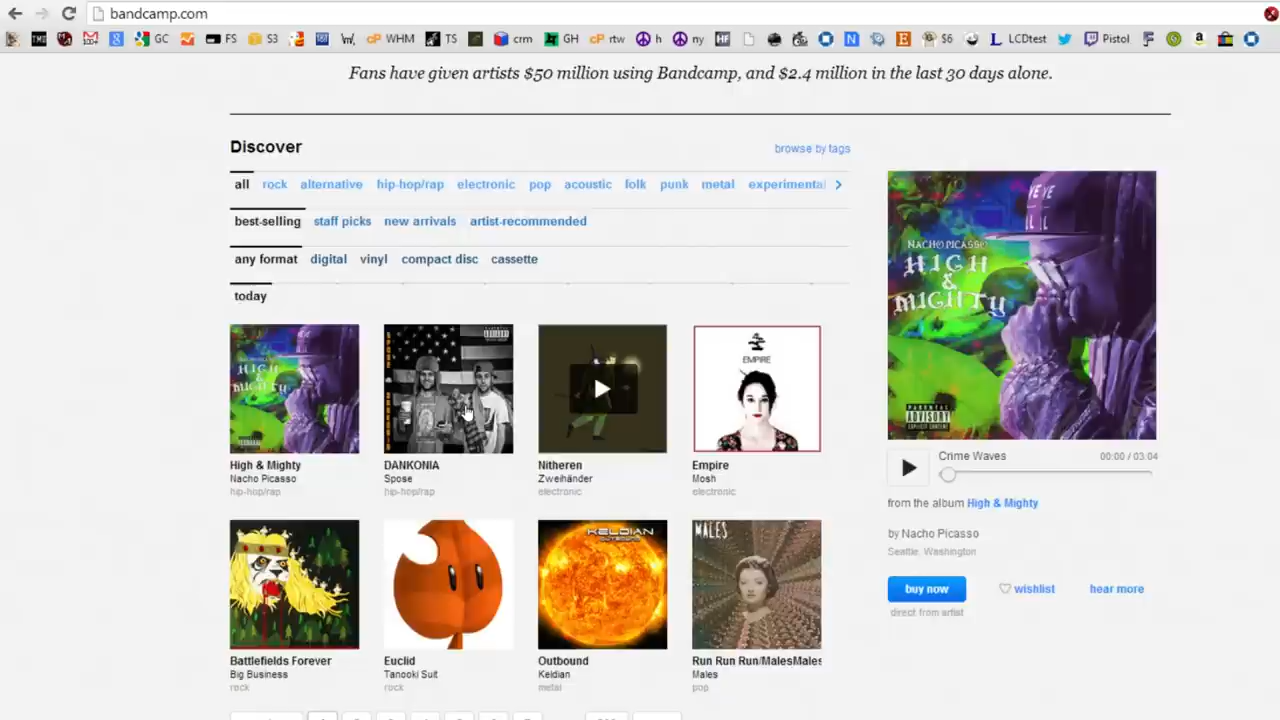 bandcamp.com
GC FS S3 cP WHM TS crm GH cP rtw h ny HF N E $6 L LCDtest Pistol
Fans have given artists $50 million using Bandcamp, and $2.4 million in the last 30 days alone.
Discover
browse by tags
all rock alternative hip-hop/rap electronic pop acoustic folk punk metal experimental
best-selling staff picks new arrivals artist-recommended
any format digital vinyl compact disc cassette
today
High & Mighty
Nacho Picasso
hip-hop/rap
DANKONIA
Spose
hip-hop/rap
Nitheren
Zweihänder
electronic
EMPIRE
Empire
Mosh
electronic
Battlefields Forever
Big Business
rock
Euclid
Tanooki Suit
rock
KELDIAN
Outbound
Keldian
metal
MALES
Run Run Run/MalesMales
Males
pop
NACHO PICASSO
HIGH
&
MIGHTY
PARENTAL
ADVISORY
EXPLICIT CONTENT
Crime Waves 00:00 / 03:04
from the album High & Mighty
by Nacho Picasso
Seattle, Washington
buy now wishlist hear more
direct from artist